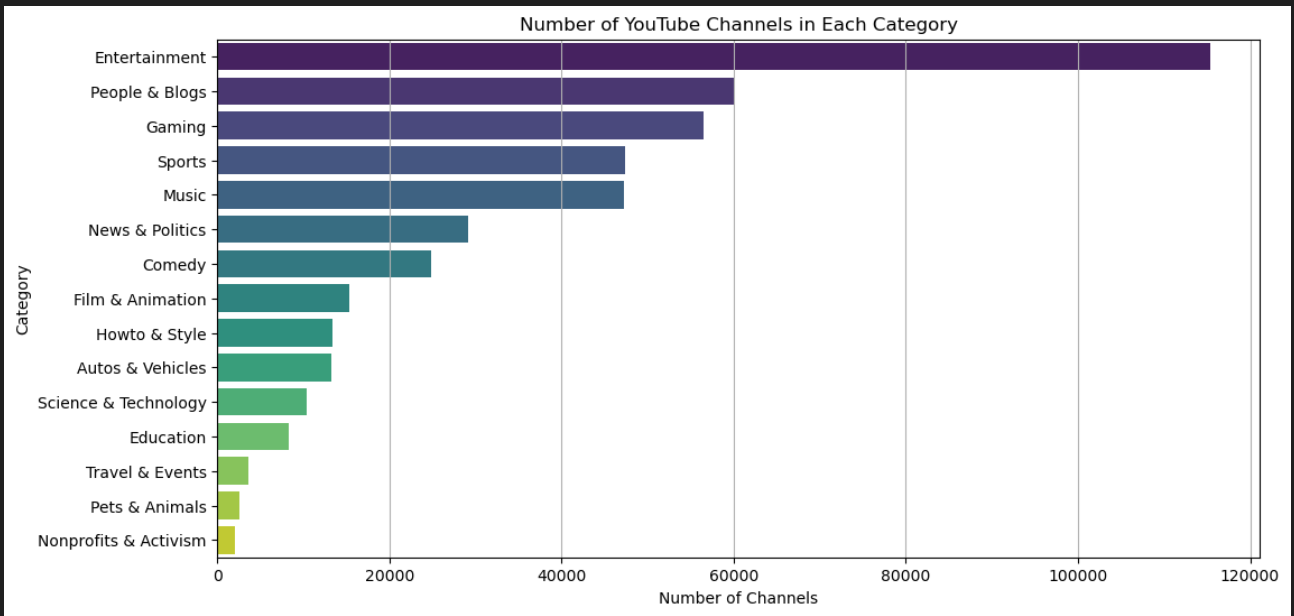 Number of YouTube Channels in Each Category
Category
Entertainment
People & Blogs
Gaming
Sports
Music
News & Politics
Comedy
Film & Animation
Howto & Style
Autos & Vehicles
Science & Technology
Education
Travel & Events
Pets & Animals
Nonprofits & Activism
0 20000 40000 60000 80000 100000 120000
Number of Channels